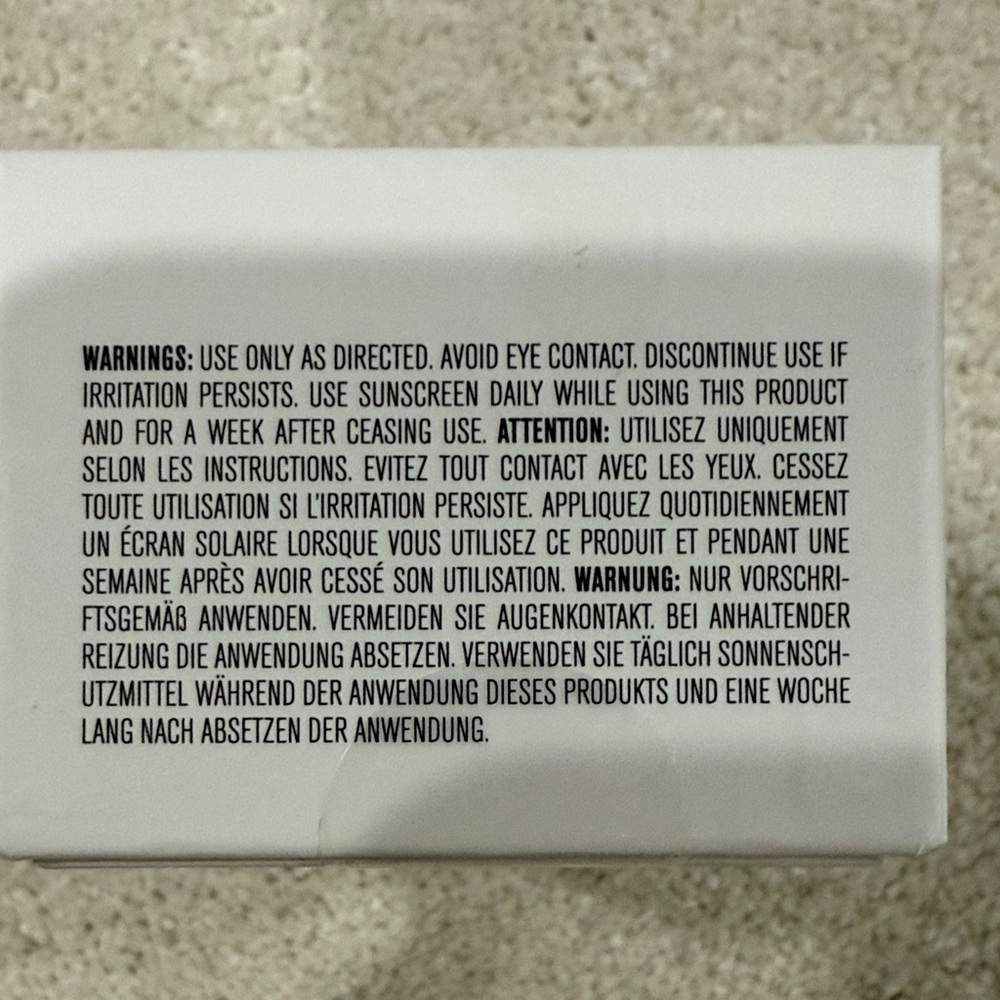 WARNINGS: USE ONLY AS DIRECTED. AVOID EYE CONTACT. DISCONTINUE USE IF
IRRITATION PERSISTS. USE SUNSCREEN DAILY WHILE USING THIS PRODUCT
AND FOR A WEEK AFTER CEASING USE. ATTENTION: UTILISEZ UNIQUEMENT
SELON LES INSTRUCTIONS. EVITEZ TOUT CONTACT AVEC LES YEUX. CESSEZ
TOUTE UTILISATION SI L'IRRITATION PERSISTE. APPLIQUEZ QUOTIDIENNEMENT
UN ÉCRAN SOLAIRE LORSQUE VOUS UTILISEZ CE PRODUIT ET PENDANT UNE
SEMAINE APRÈS AVOIR CESSÉ SON UTILISATION. WARNUNG: NUR VORSCHRI-
FTSGEMÄß ANWENDEN. VERMEIDEN SIE AUGENKONTAKT. BEI ANHALTENDER
REIZUNG DIE ANWENDUNG ABSETZEN. VERWENDEN SIE TÄGLICH SONNENSCH-
UTZMITTEL WÄHREND DER ANWENDUNG DIESES PRODUKTS UND EINE WOCHE
LANG NACH ABSETZEN DER ANWENDUNG.